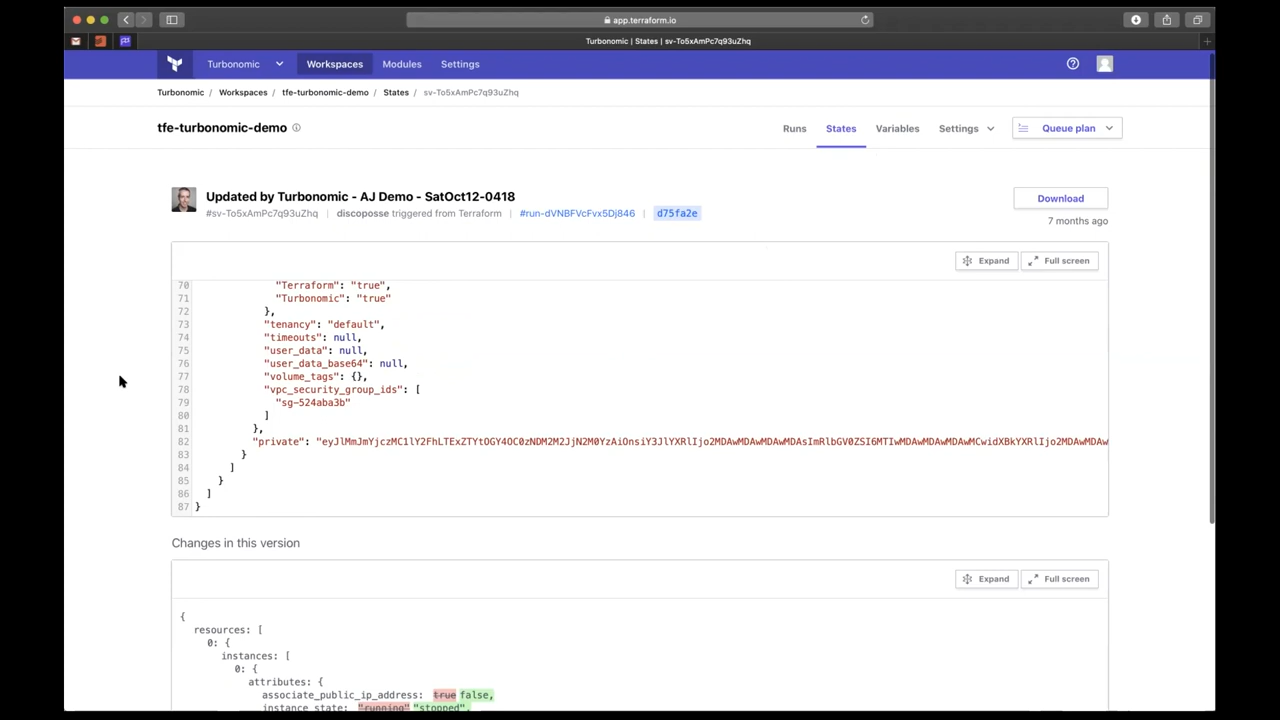 app.terraform.io
Turbonomic | States | sv-To5xAmPc7q93uZhq
Turbonomic Workspaces Modules Settings
Turbonomic / Workspaces / tfe-turbonomic-demo / States / sv-To5xAmPc7q93uZhq
tfe-turbonomic-demo Runs States Variables Settings Queue plan
Updated by Turbonomic - AJ Demo - SatOct12-0418 Download
#sv-To5xAmPc7q93uZhq | discoposse triggered from Terraform | #run-dVNBFVcFvx5Dj846 | d75fa2e 7 months ago
Expand Full screen
70 "Terraform": "true",
71 "Turbonomic": "true"
72 },
73 "tenancy": "default",
74 "timeouts": null,
75 "user_data": null,
76 "user_data_base64": null,
77 "volume_tags": {},
78 "vpc_security_group_ids": [
79 "sg-524aba3b"
80 ]
81 },
82 "private": "eyJlMmJmYjczMC1lY2FhLTExZTYtOGY4OC0zNDM2M2JjN2M0YzAiOnsiY3JlYXRlIjo2MDAwMDAwMDAwMDAsImRlbGV0ZSI6MTIwMDAwMDAwMDAwMCwidXBkYXRlIjo2MDAwMDAw
83 }
84 ]
85 }
86 ]
87 }
Changes in this version
Expand Full screen
{
resources: [
0: {
instances: [
0: {
attributes: {
associate_public_ip_address: true false,
instance_state: "running" "stopped",